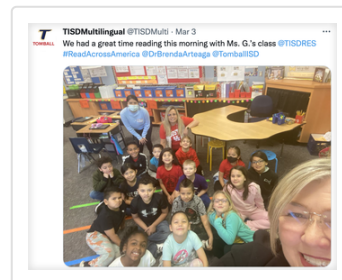 TISDMultilingual @TISDMulti · Mar 3
TOMBALL
We had a great time reading this morning with Ms. G.'s class @TISDRES
#ReadAcrossAmerica @DrBrendaArteaga @TomballISD